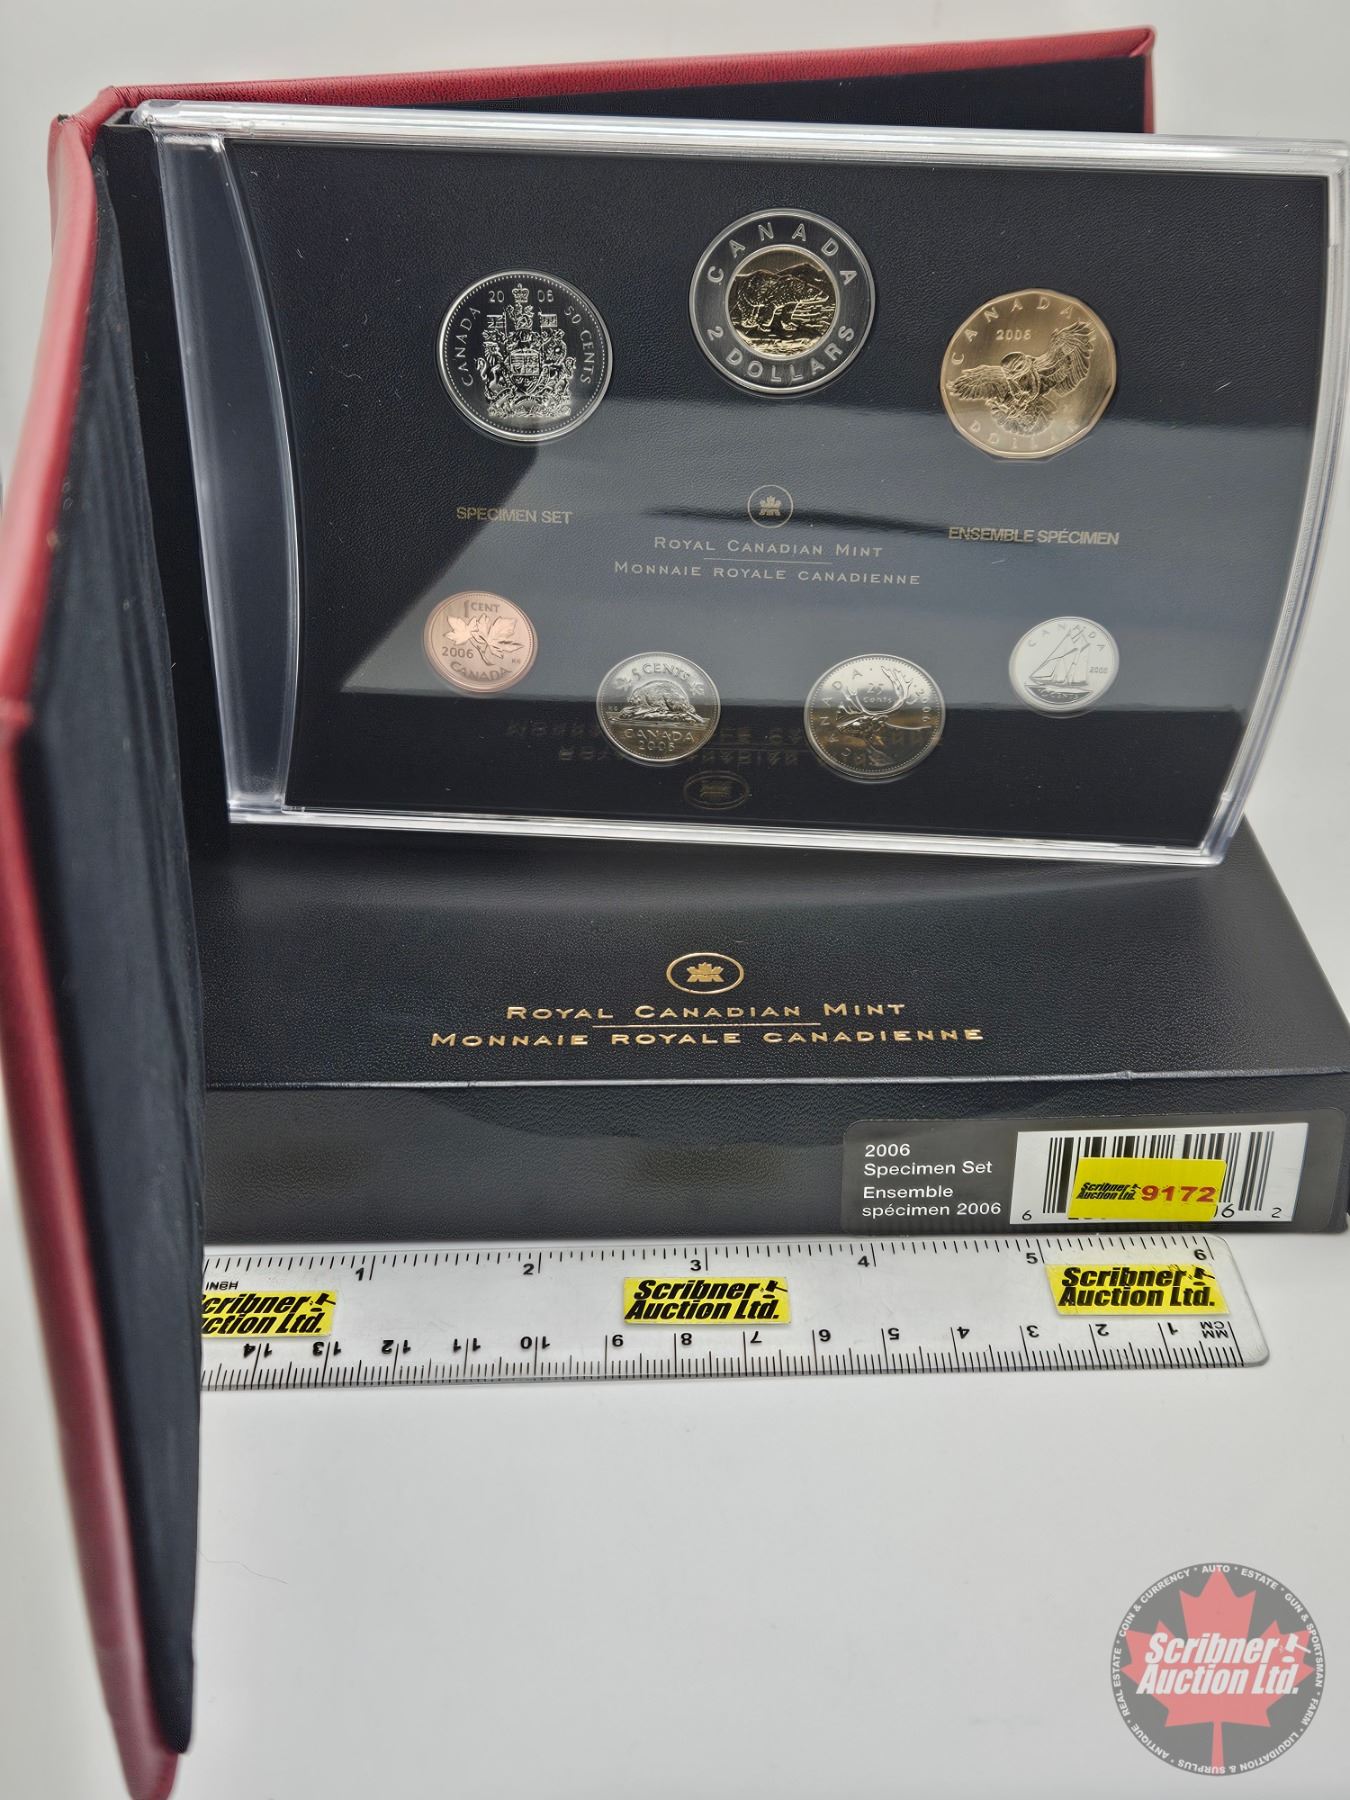 CANADA 2006 50 CENTS
CANADA
2 DOLLARS
CANADA
2006
DOLLAR
SPECIMEN SET
ENSEMBLE SPÉCIMEN
ROYAL CANADIAN MINT
MONNAIE ROYALE CANADIENNE
1 CENT
2006
CANADA
5 CENTS
CANADA
2006
CANADA 2006
25
cents
CANADA
2006
ROYAL CANADIAN MINT
MONNAIE ROYALE CANADIENNE
2006
Specimen Set
Ensemble
spécimen 2006
Scribner
Auction Ltd. 9172
6 06 2
INCH
1 2 3 4 5 6
Scribner
Auction Ltd.
Scribner
Auction Ltd.
Scribner
Auction Ltd.
14 13 12 11 10 9 8 7 6 5 4 3 2 1 MM
CM
COIN & CURRENCY · AUTO · ESTATE · GUN & SPORTSMAN · FARM · LIQUIDATION & SURPLUS · ANTIQUE · REAL ESTATE ·
Scribner
Auction Ltd.